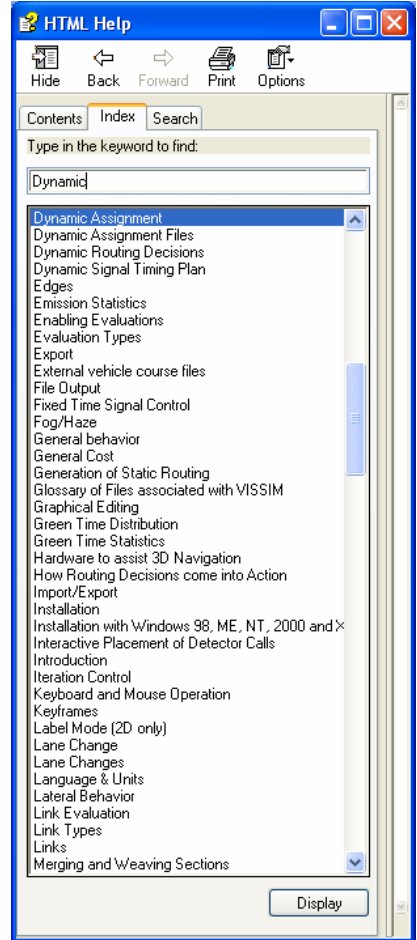 HTML Help
Hide Back Forward Print Options
Contents Index Search
Type in the keyword to find:
Dynamic
Dynamic Assignment
Dynamic Assignment Files
Dynamic Routing Decisions
Dynamic Signal Timing Plan
Edges
Emission Statistics
Enabling Evaluations
Evaluation Types
Export
External vehicle course files
File Output
Fixed Time Signal Control
Fog/Haze
General behavior
General Cost
Generation of Static Routing
Glossary of Files associated with VISSIM
Graphical Editing
Green Time Distribution
Green Time Statistics
Hardware to assist 3D Navigation
How Routing Decisions come into Action
Import/Export
Installation
Installation with Windows 98, ME, NT, 2000 and X
Interactive Placement of Detector Calls
Introduction
Iteration Control
Keyboard and Mouse Operation
Keyframes
Label Mode (2D only)
Lane Change
Lane Changes
Language & Units
Lateral Behavior
Link Evaluation
Link Types
Links
Merging and Weaving Sections
Display